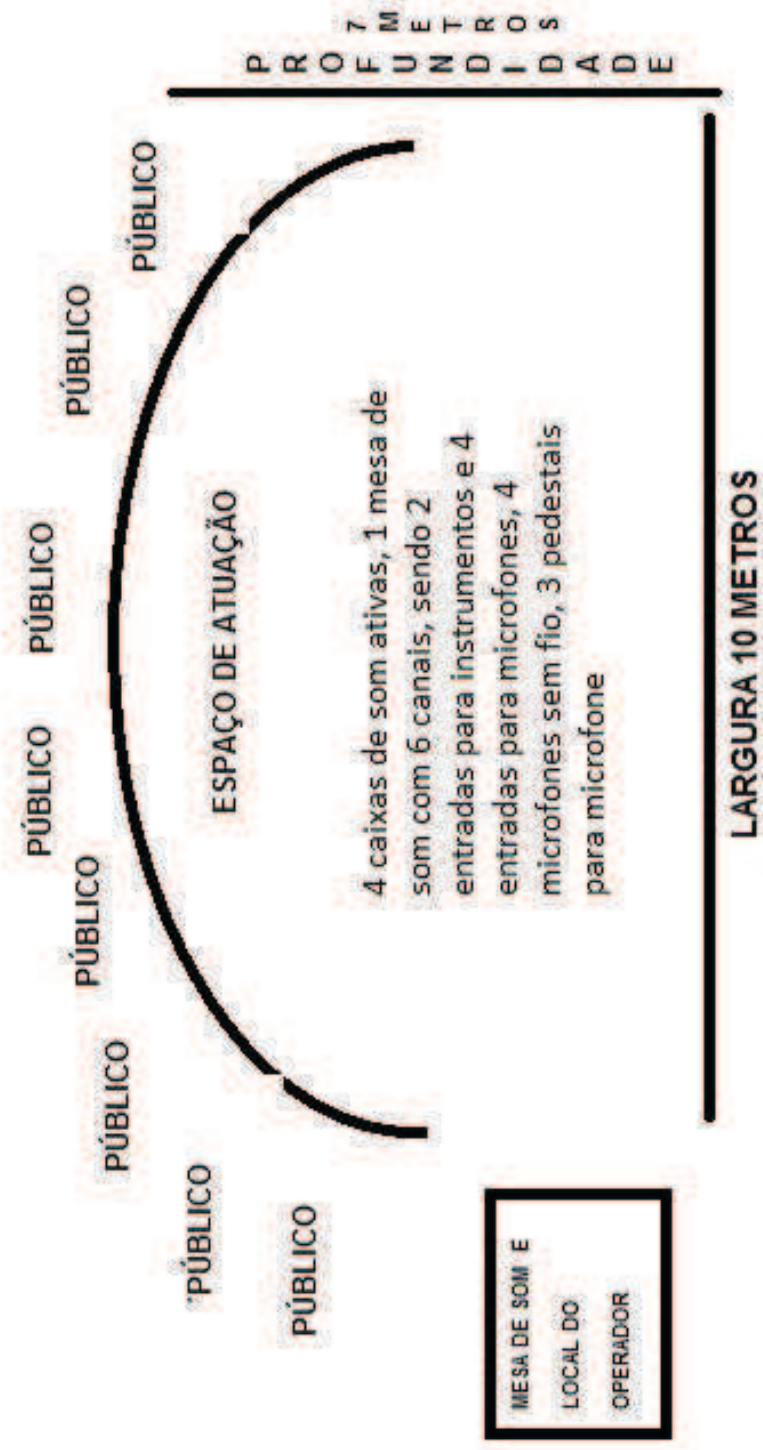 PÚBLICO PÚBLICO
PÚBLICO PÚBLICO
PÚBLICO PÚBLICO
PÚBLICO
PÚBLICO
ESPAÇO DE ATUAÇÃO
4 caixas de som ativas, 1 mesa de
som com 6 canais, sendo 2
entradas para instrumentos e 4
entradas para microfones, 4
microfones sem fio, 3 pedestais
para microfone
PROFUNDIDADE
7 METROS
MESA DE SOM E
LOCAL DO
OPERADOR
LARGURA 10 METROS